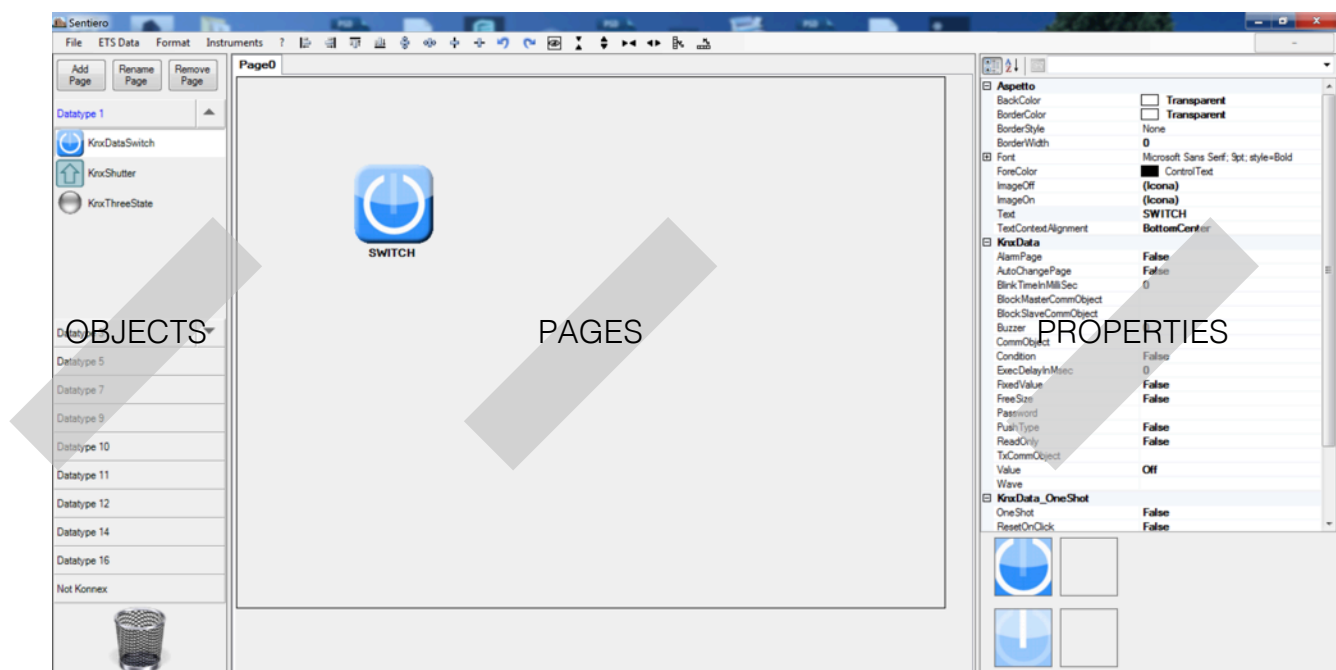 Sentiero
File ETS Data Format Instruments ?
Add Page
Rename Page
Remove Page
Datatype 1
KnxDataSwitch
KnxShutter
KnxThreeState
OBJECTS
Datatype 5
Datatype 7
Datatype 9
Datatype 10
Datatype 11
Datatype 12
Datatype 14
Datatype 16
Not Konnex
Page0
SWITCH
PAGES
Aspetto
BackColor Transparent
BorderColor Transparent
BorderStyle None
BorderWidth 0
Font Microsoft Sans Serif; 9pt; style=Bold
ForeColor ControlText
ImageOff (Icona)
ImageOn (Icona)
Text SWITCH
TextContextAlignment BottomCenter
KnxData
AlarmPage False
AutoChangePage False
BlinkTimeInMilliSec 0
BlockMasterCommObject
BlockSlaveCommObject
Buzzer
CommObject
PROPERTIES
Condition False
ExecDelayInMsec 0
FixedValue False
FreeSize False
Password
PushType False
ReadOnly False
TxCommObject
Value Off
Wave
KnxData_OneShot
OneShot False
ResetOnClick False